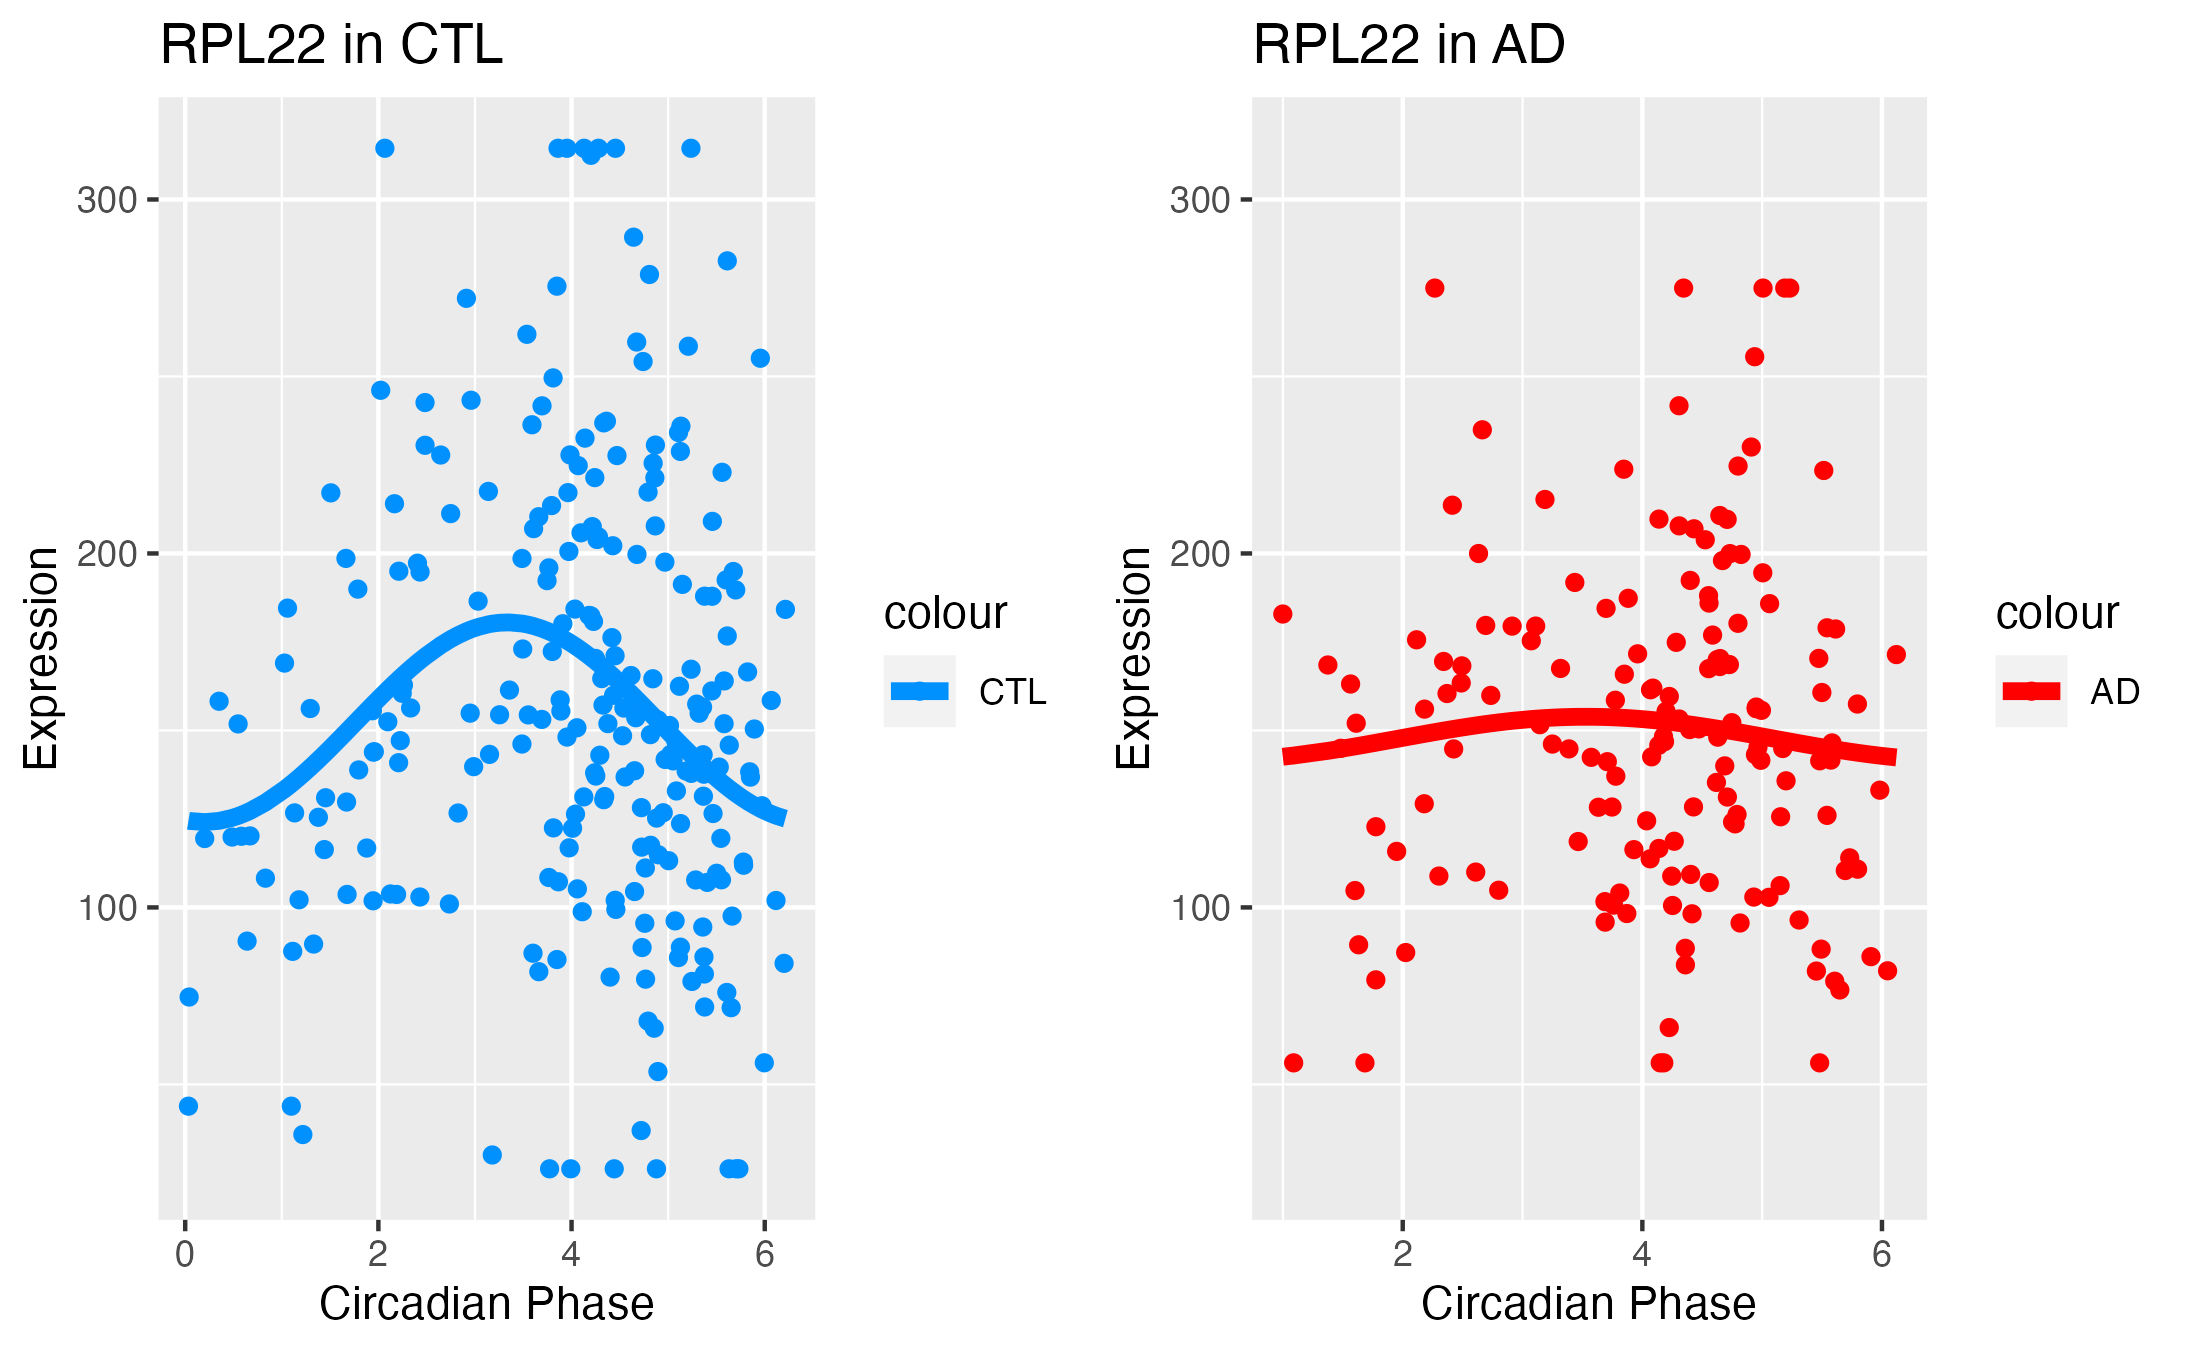 RPL22 in CTL
300
200
100
Expression
0 2 4 6
Circadian Phase
colour
CTL
RPL22 in AD
300
200
100
Expression
2 4 6
Circadian Phase
colour
AD